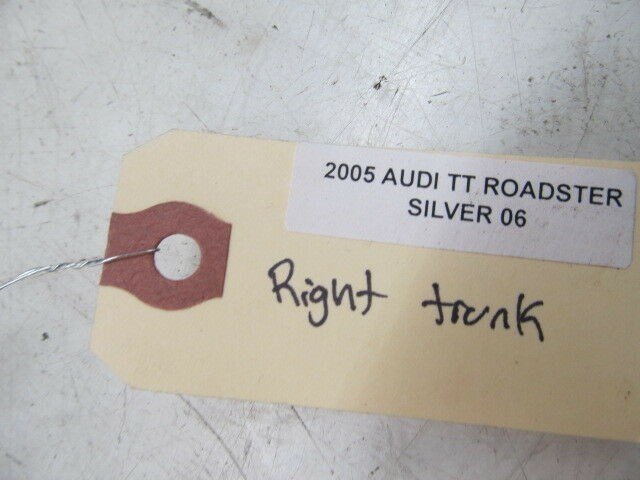 2005 AUDI TT ROADSTER
SILVER 06
Right trunk